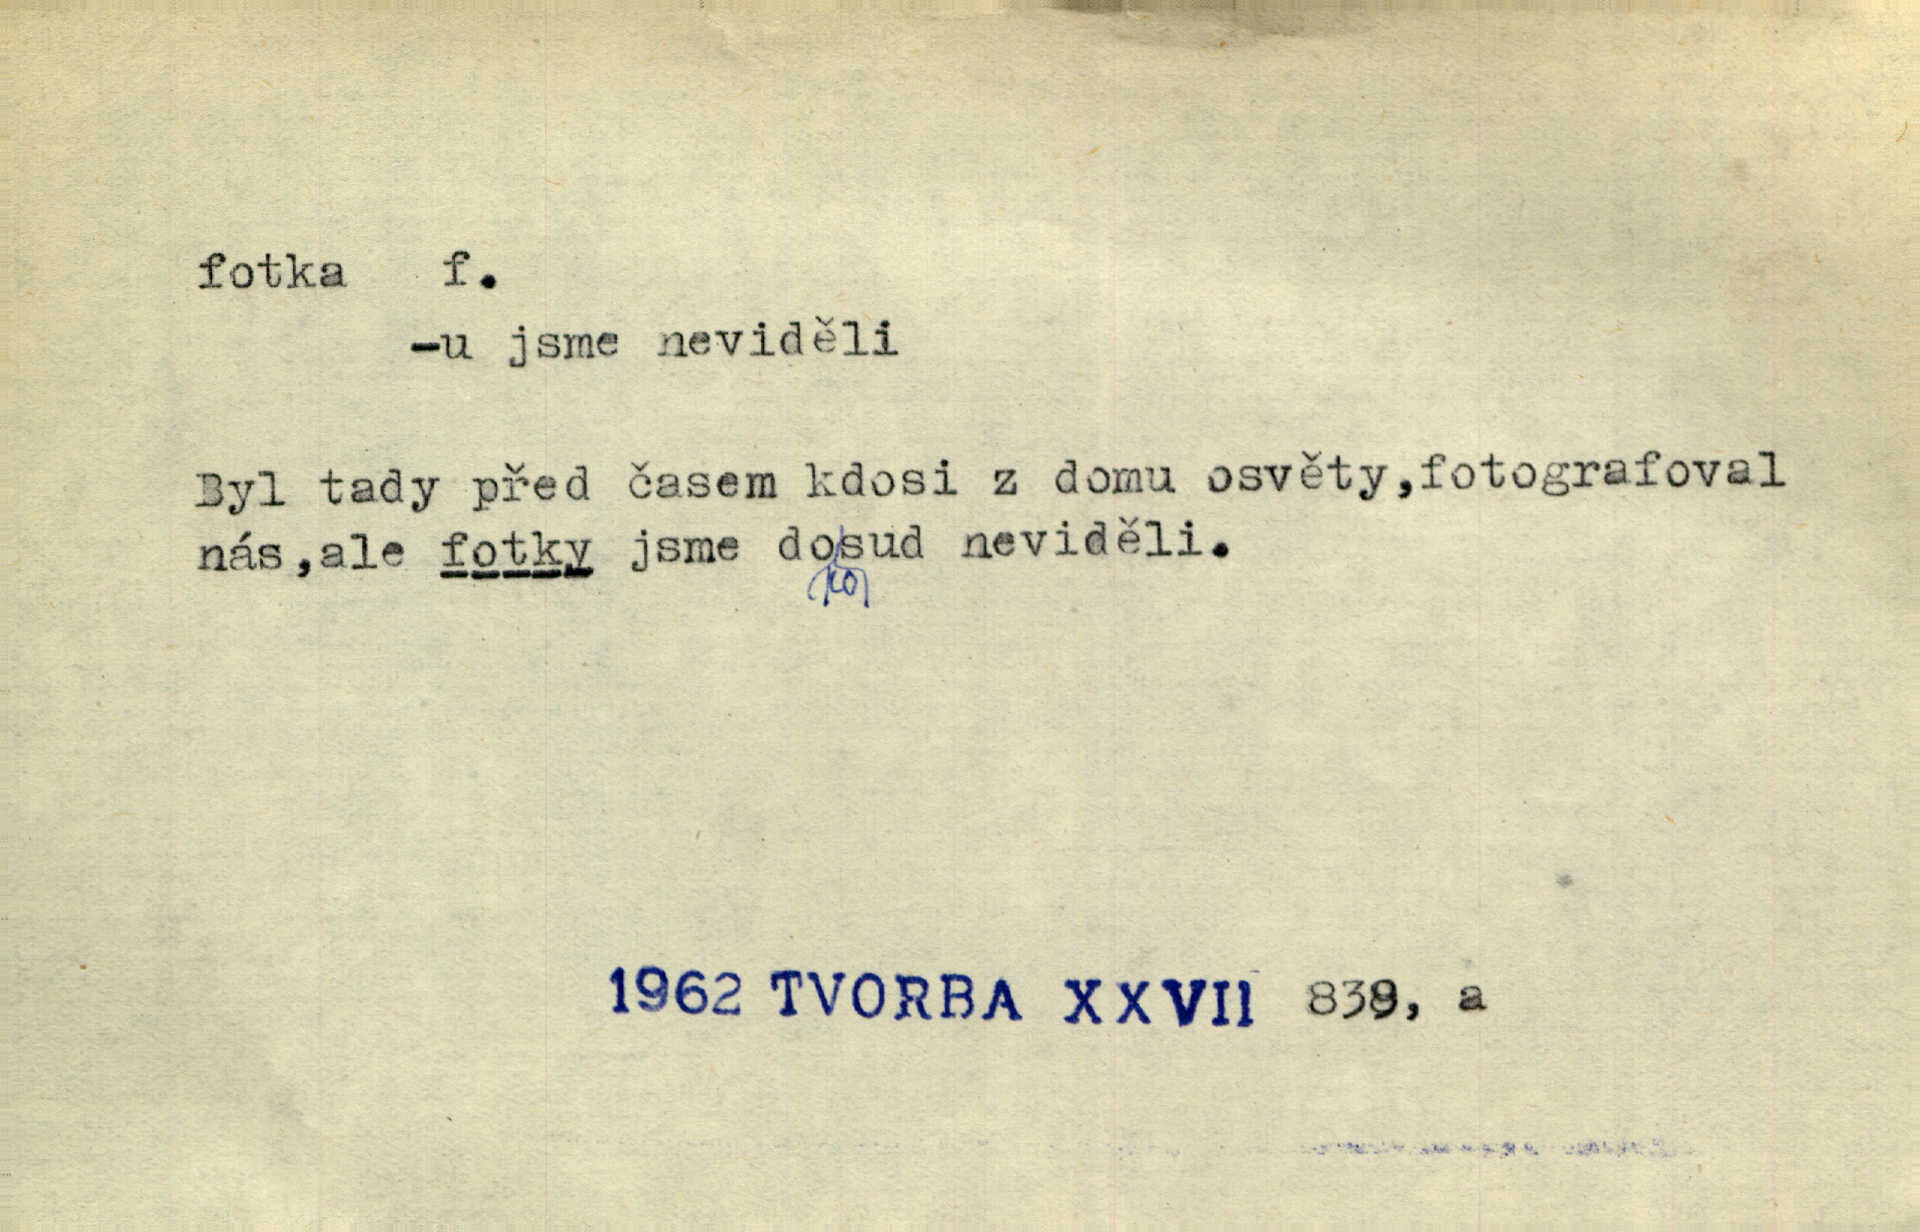 fotka f.
-u jsme neviděli
Byl tady před časem kdosi z domu osvěty,fotografoval
nás,ale fotky jsme dosud neviděli.
1962 TVORBA XXVII 839, a